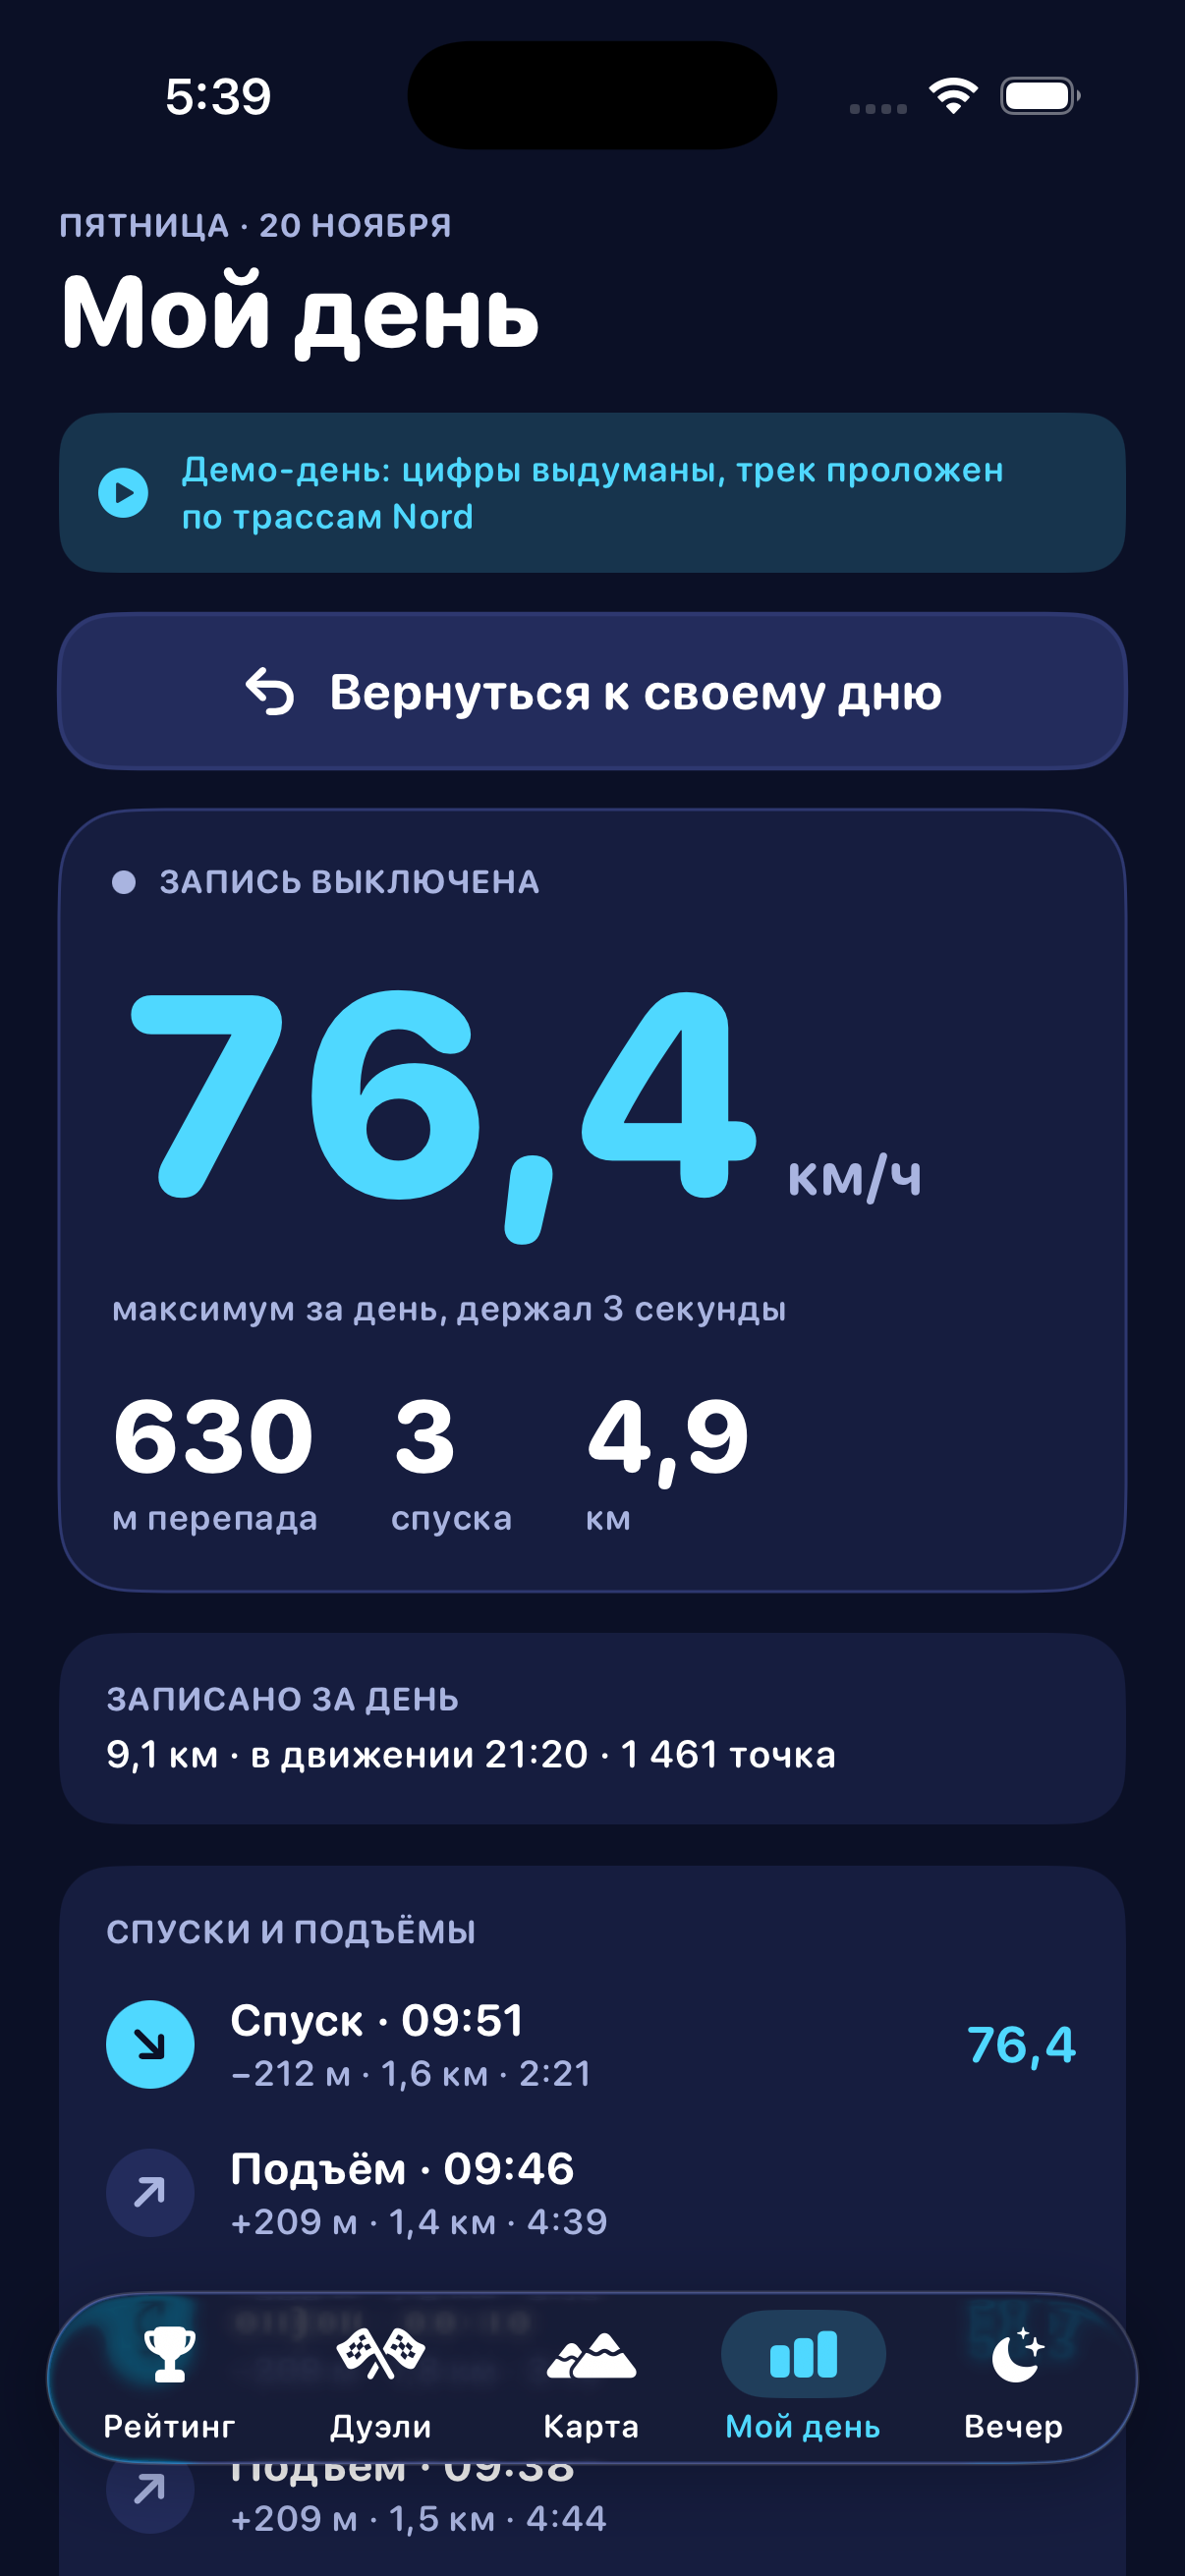 5:39
ПЯТНИЦА · 20 НОЯБРЯ
Мой день
Демо-день: цифры выдуманы, трек проложен
по трассам Nord
Вернуться к своему дню
ЗАПИСЬ ВЫКЛЮЧЕНА
76,4 км/ч
максимум за день, держал 3 секунды
630 3 4,9
м перепада спуска км
ЗАПИСАНО ЗА ДЕНЬ
9,1 км · в движении 21:20 · 1 461 точка
СПУСКИ И ПОДЪЁМЫ
Спуск · 09:51
76,4
−212 м · 1,6 км · 2:21
Подъём · 09:46
+209 м · 1,4 км · 4:39
Рейтинг Дуэли Карта Мой день Вечер
Подъём · 09:38
+209 м · 1,5 км · 4:44